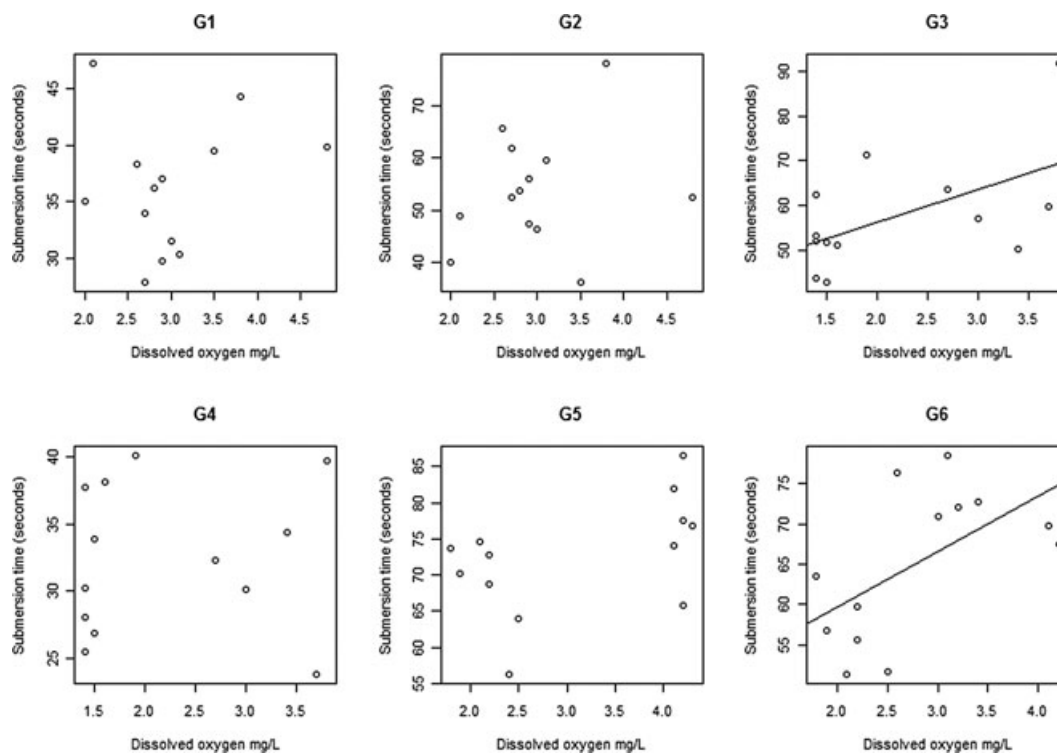 G1
G2
G3
Submersion time (seconds)
45
40
35
30
2.0 2.5 3.0 3.5 4.0 4.5
Dissolved oxygen mg/L
Submersion time (seconds)
70
60
50
40
2.0 2.5 3.0 3.5 4.0 4.5
Dissolved oxygen mg/L
Submersion time (seconds)
90
80
70
60
50
1.5 2.0 2.5 3.0 3.5
Dissolved oxygen mg/L
G4
G5
G6
Submersion time (seconds)
40
35
30
25
1.5 2.0 2.5 3.0 3.5
Dissolved oxygen mg/L
Submersion time (seconds)
85
80
75
70
65
60
55
2.0 2.5 3.0 3.5 4.0
Dissolved oxygen mg/L
Submersion time (seconds)
75
70
65
60
55
2.0 2.5 3.0 3.5 4.0
Dissolved oxygen mg/L